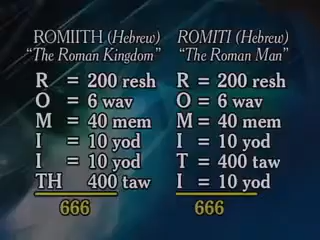 ROMIITH (Hebrew)
"The Roman Kingdom"
R = 200 resh
O = 6 wav
M = 40 mem
I = 10 yod
I = 10 yod
TH 400 taw
666
ROMITI (Hebrew)
"The Roman Man"
R = 200 resh
O = 6 wav
M = 40 mem
I = 10 yod
T = 400 taw
I = 10 yod
666